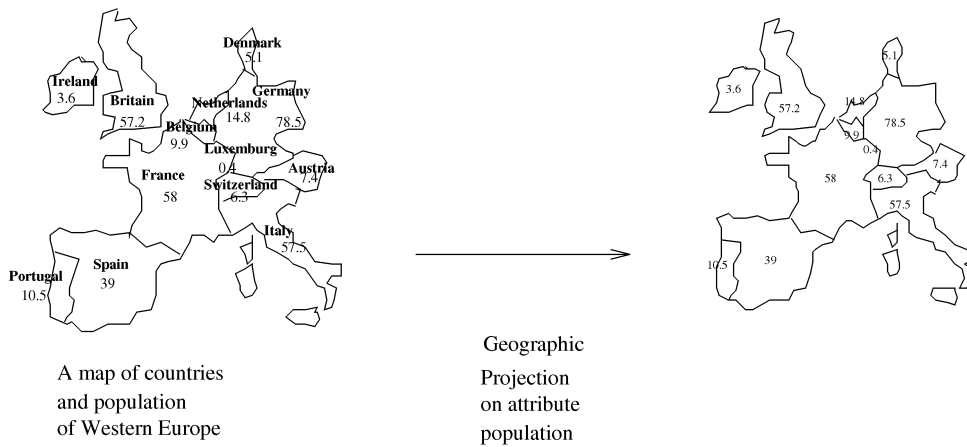 Denmark
5.1
Ireland
3.6
Britain
57.2
Netherlands
14.8
Germany
78.5
Belgium
9.9
Luxemburg
0.4
France
58
Switzerland
6.3
Austria
7.4
Italy
57.5
Portugal
10.5
Spain
39
A map of countries
and population
of Western Europe
Geographic
Projection
on attribute
population
5.1
3.6
57.2
14.8
78.5
9.9
0.4
7.4
58
6.3
57.5
10.5
39